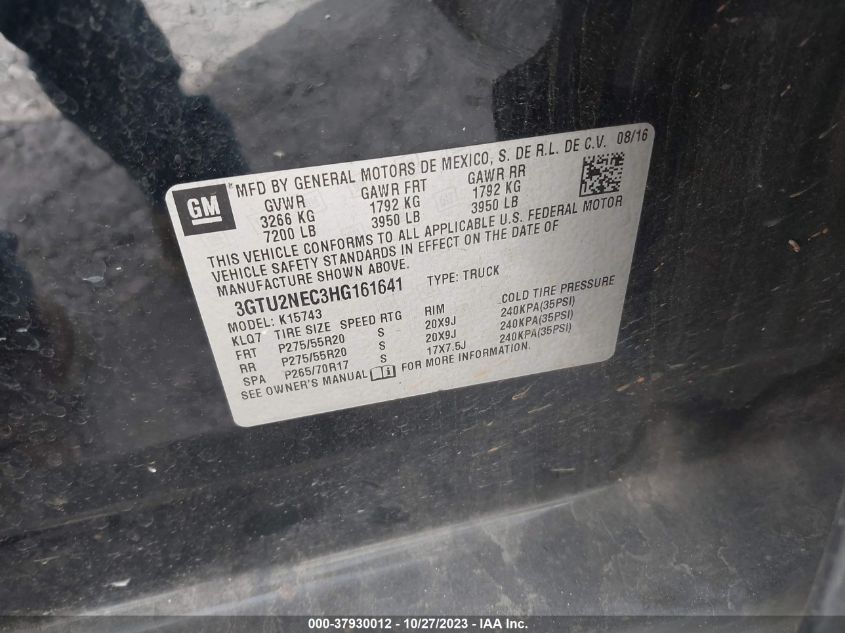 GM
MFD BY GENERAL MOTORS DE MEXICO, S. DE R.L. DE C.V. 08/16
GVWR GAWR FRT GAWR RR
3266 KG 1792 KG 1792 KG
7200 LB 3950 LB 3950 LB
THIS VEHICLE CONFORMS TO ALL APPLICABLE U.S. FEDERAL MOTOR
VEHICLE SAFETY STANDARDS IN EFFECT ON THE DATE OF
MANUFACTURE SHOWN ABOVE.
3GTU2NEC3HG161641 TYPE: TRUCK
MODEL: K15743
KLQ7 TIRE SIZE SPEED RTG RIM COLD TIRE PRESSURE
FRT P275/55R20 S 20X9J 240KPA(35PSI)
RR P275/55R20 S 20X9J 240KPA(35PSI)
SPA P265/70R17 S 17X7.5J 240KPA(35PSI)
SEE OWNER'S MANUAL FOR MORE INFORMATION.
000-37930012 - 10/27/2023 - IAA Inc.